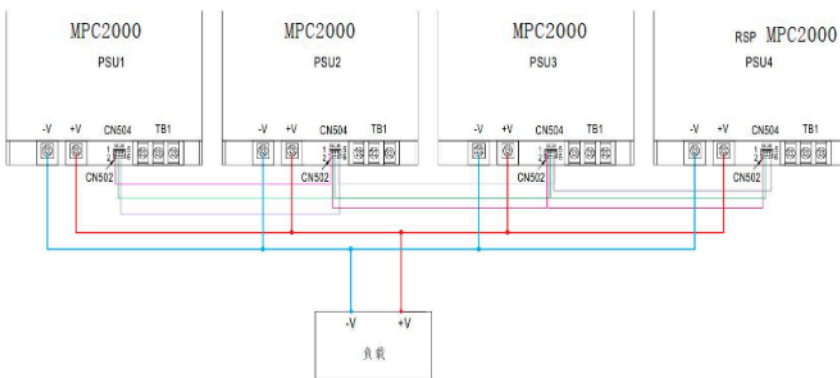 MPC2000 MPC2000 MPC2000 RSP MPC2000
PSU1 PSU2 PSU3 PSU4
-V +V CN504 TB1 -V +V CN504 TB1 -V +V CN504 TB1 -V +V CN504 TB1
CN502 CN502 CN502 CN502
-V +V
负载